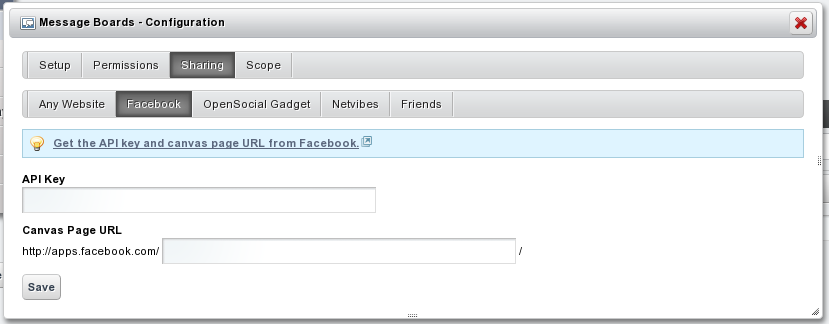 Message Boards - Configuration
Setup Permissions Sharing Scope
Any Website Facebook OpenSocial Gadget Netvibes Friends
Get the API key and canvas page URL from Facebook.
API Key
Canvas Page URL
http://apps.facebook.com/ /
Save